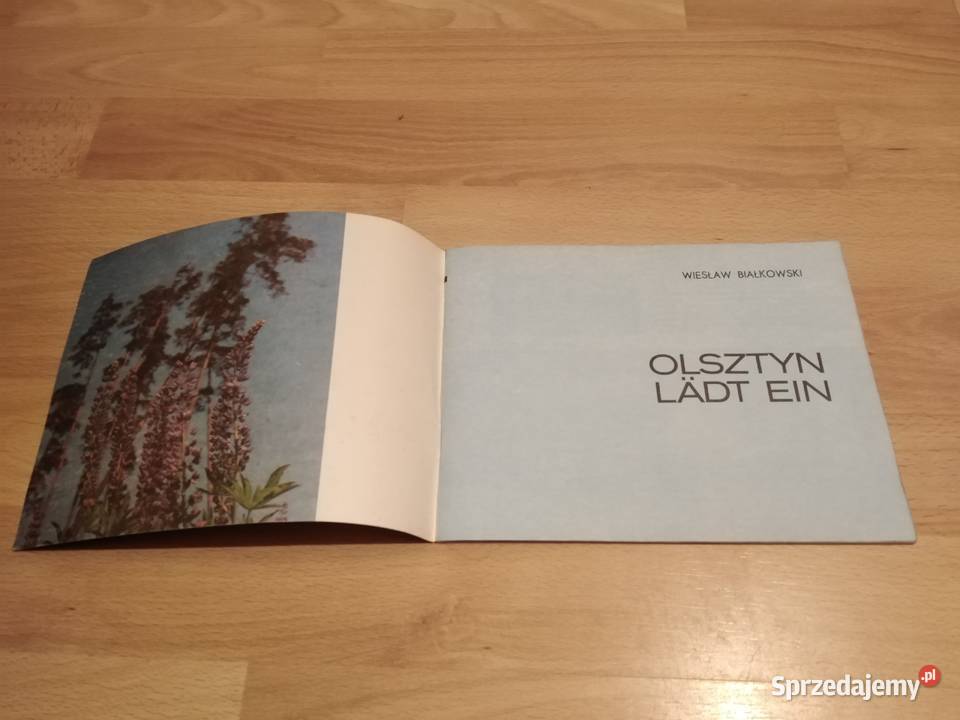 WIESŁAW BIAŁKOWSKI
OLSZTYN
LÄDT EIN
Sprzedajemy.pl